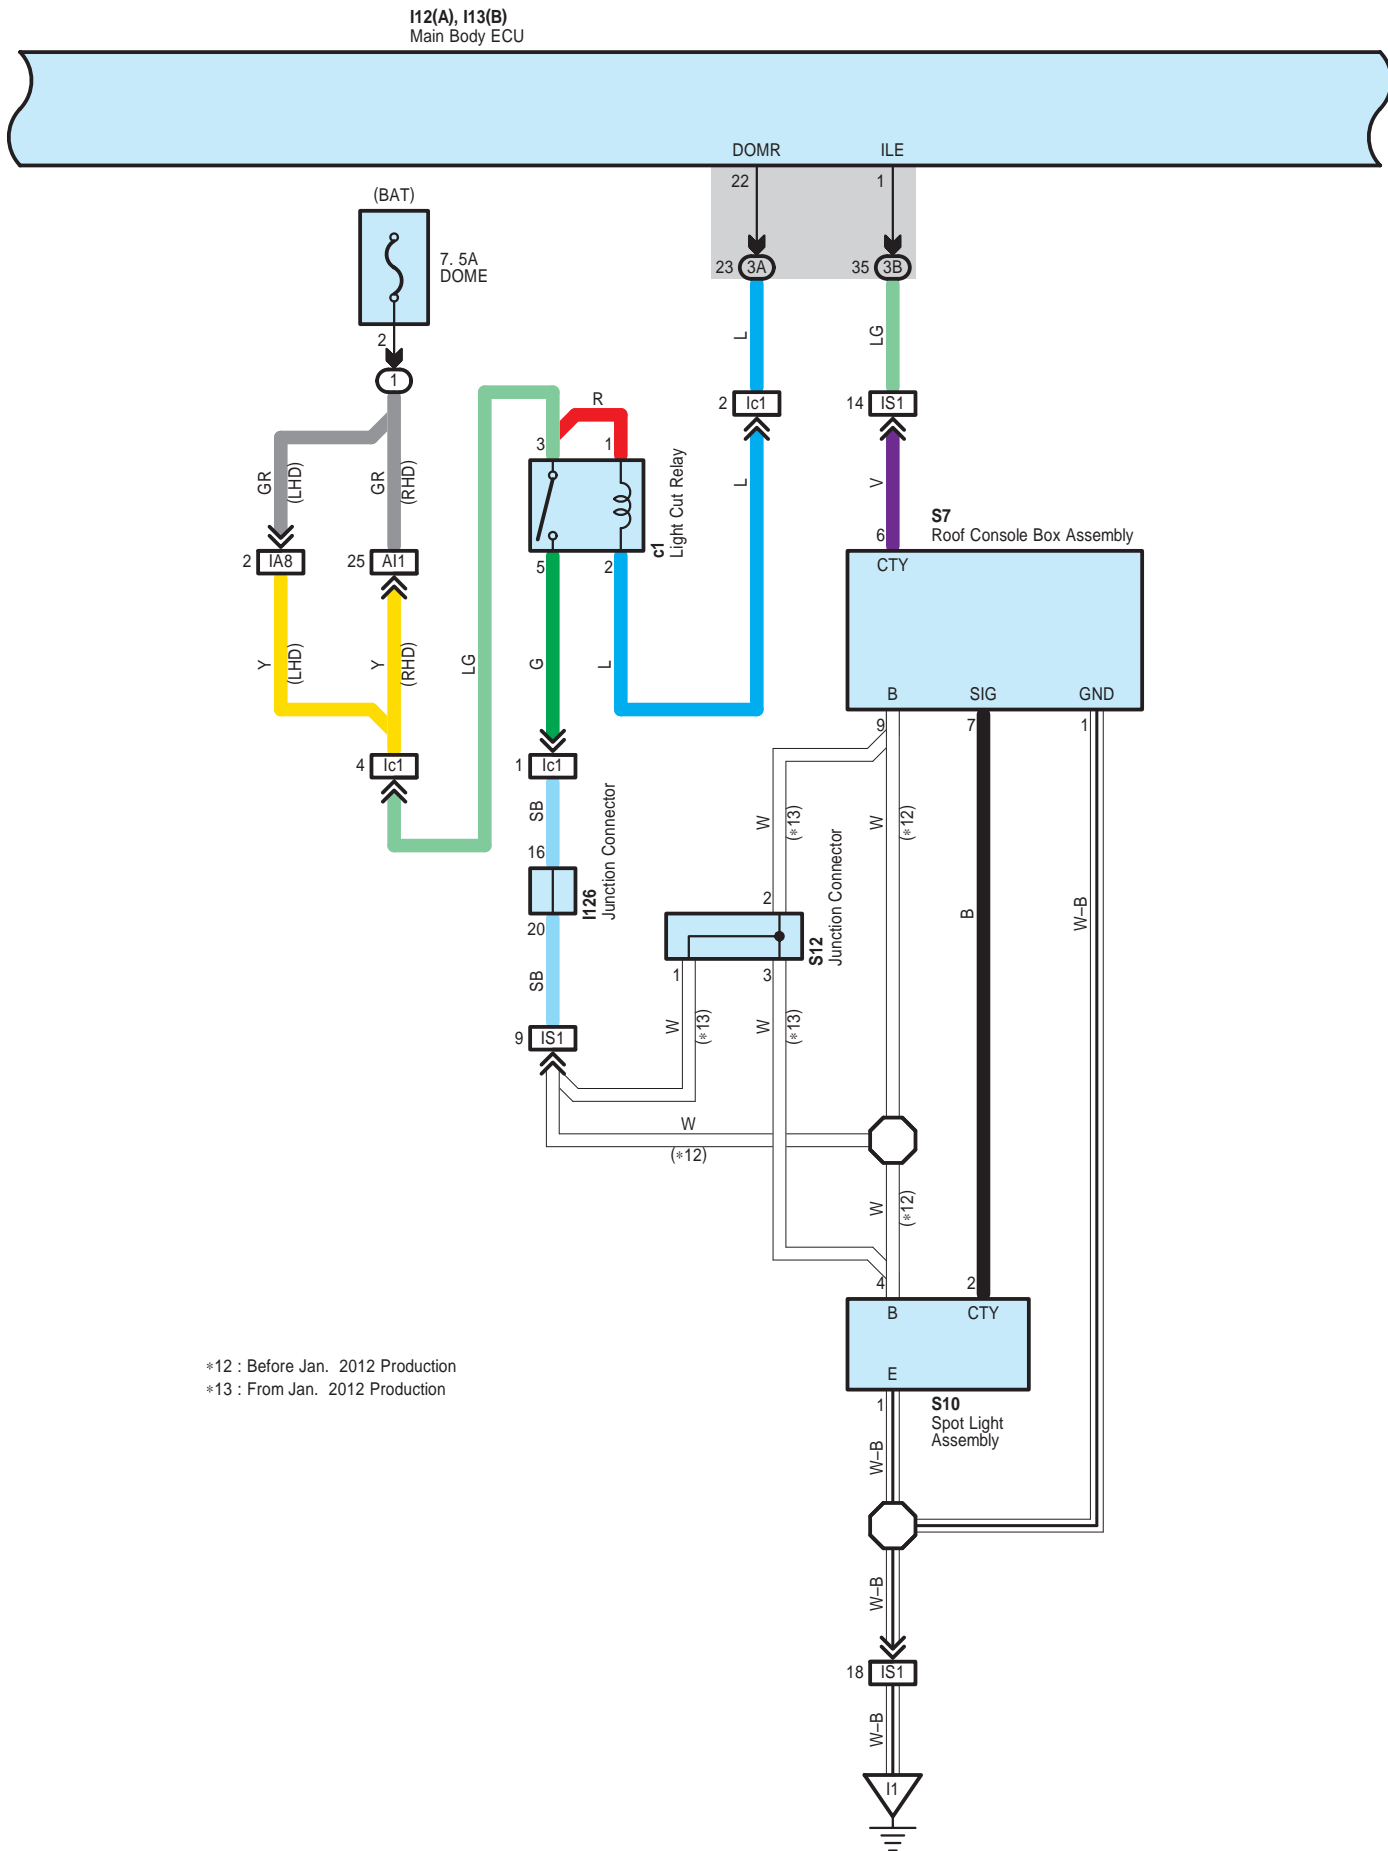 I12(A), I13(B)
Main Body ECU
DOMR
ILE
22
1
(BAT)
7. 5A
DOME
2
1
23
3A
35
3B
L
LG
R
2
Ic1
14
IS1
3
1
GR
(LHD)
GR
(RHD)
c1
Light Cut Relay
L
V
S7
Roof Console Box Assembly
6
2
IA8
25
AI1
5
2
CTY
Y
(LHD)
Y
(RHD)
LG
G
L
B
SIG
GND
9
7
1
4
Ic1
1
Ic1
SB
W
(*13)
W
(*12)
16
I126
Junction Connector
20
2
S12
Junction Connector
B
W–B
1
3
SB
W
(*13)
W
(*13)
9
IS1
W
(*12)
W
(*12)
4
2
B
CTY
*12 : Before Jan. 2012 Production
*13 : From Jan. 2012 Production
E
1
S10
Spot Light
Assembly
W–B
W–B
18
IS1
W–B
I1